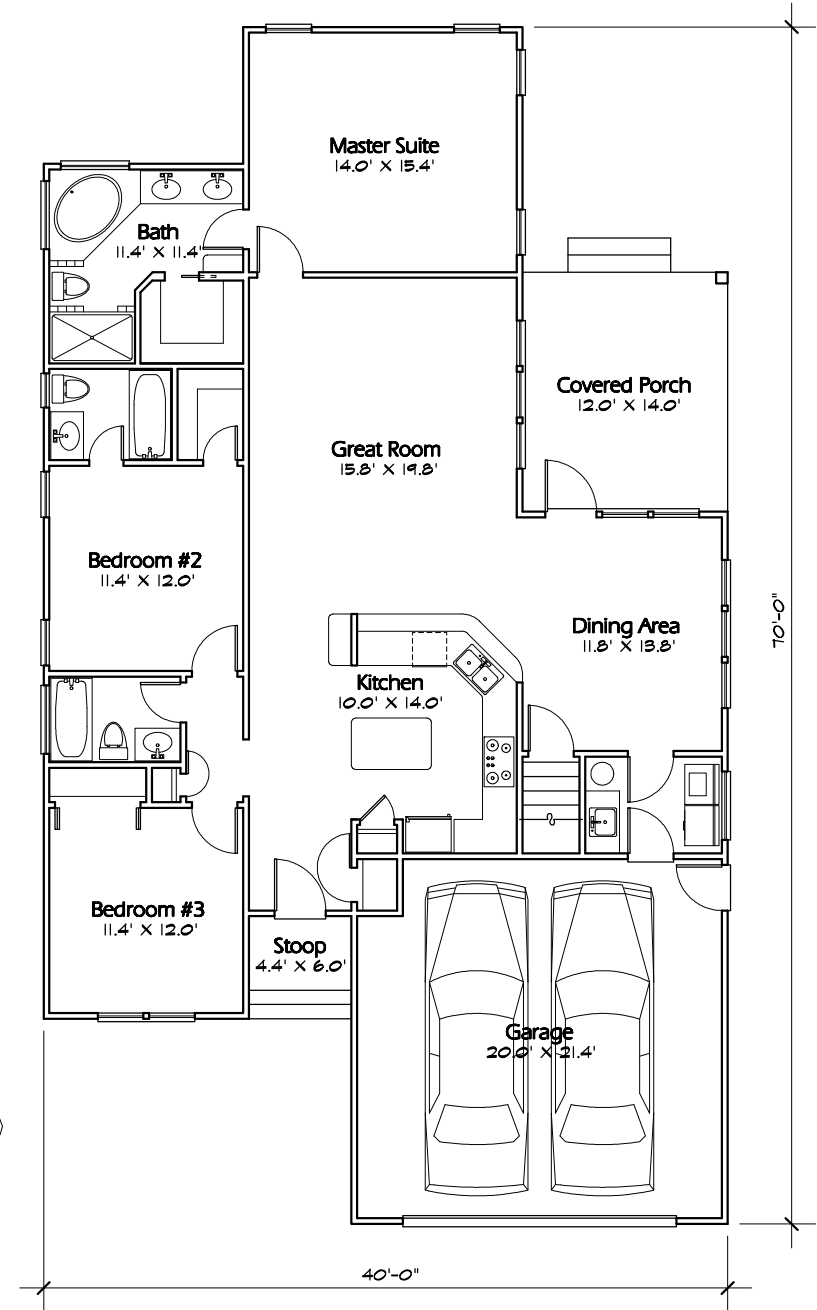 Master Suite
14.0' X 15.4'
Bath
11.4' X 11.4'
Covered Porch
12.0' X 14.0'
Great Room
15.8' X 19.8'
Bedroom #2
11.4' X 12.0'
Dining Area
11.8' X 13.8'
70'-0"
Kitchen
10.0' X 14.0'
Bedroom #3
11.4' X 12.0'
Stoop
4.4' X 6.0'
Garage
20.0' X 21.4'
40'-0"